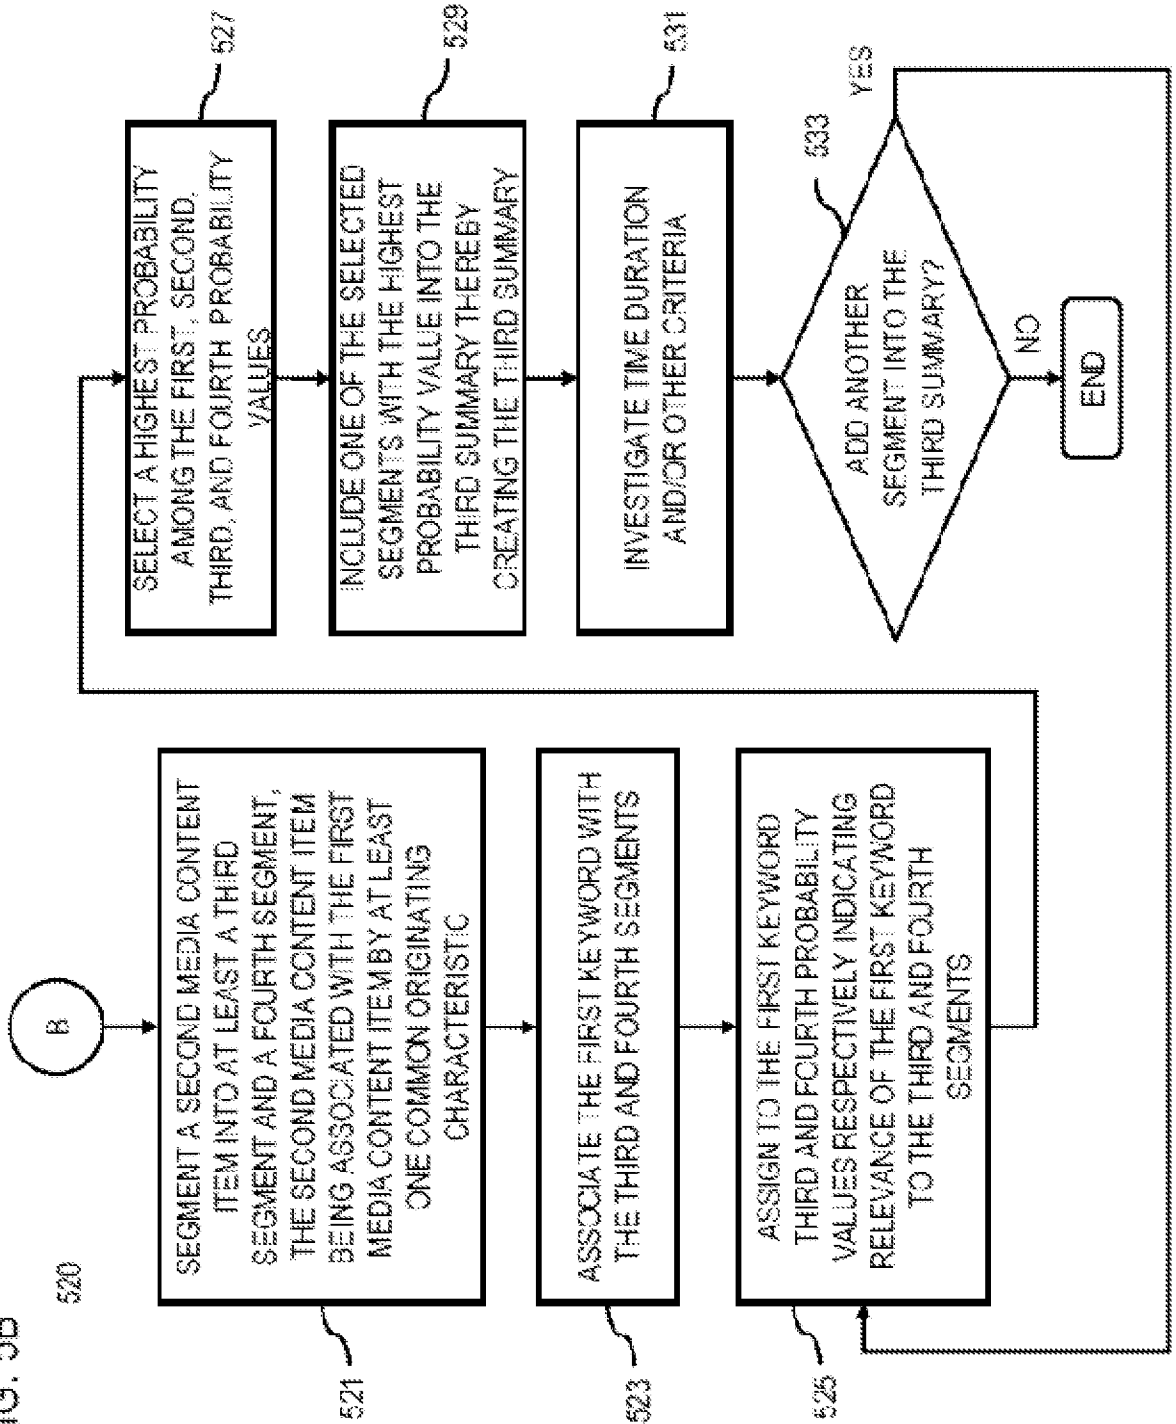 FIG. 5B
520
B
SEGMENT A SECOND MEDIA CONTENT
ITEM INTO AT LEAST A THIRD
SEGMENT AND A FOURTH SEGMENT,
THE SECOND MEDIA CONTENT ITEM
BEING ASSOCIATED WITH THE FIRST
MEDIA CONTENT ITEM BY AT LEAST
ONE COMMON ORIGINATING
CHARACTERISTIC
521
ASSOCIATE THE FIRST KEYWORD WITH
THE THIRD AND FOURTH SEGMENTS
523
ASSIGN TO THE FIRST KEYWORD
THIRD AND FOURTH PROBABILITY
VALUES RESPECTIVELY INDICATING
RELEVANCE OF THE FIRST KEYWORD
TO THE THIRD AND FOURTH
SEGMENTS
525
SELECT A HIGHEST PROBABILITY
AMONG THE FIRST, SECOND,
THIRD, AND FOURTH PROBABILITY
VALUES
527
INCLUDE ONE OF THE SELECTED
SEGMENTS WITH THE HIGHEST
PROBABILITY VALUE INTO THE
THIRD SUMMARY THEREBY
CREATING THE THIRD SUMMARY
529
INVESTIGATE TIME DURATION
AND/OR OTHER CRITERIA
531
ADD ANOTHER
SEGMENT INTO THE
THIRD SUMMARY?
533
YES
NO
END